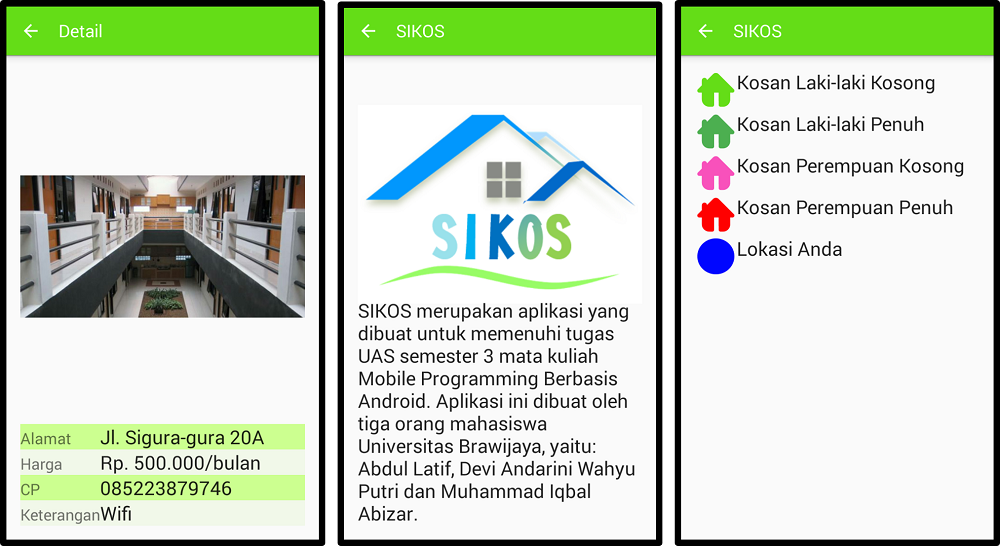 Detail
Alamat Jl. Sigura-gura 20A
Harga Rp. 500.000/bulan
CP 085223879746
Keterangan Wifi
SIKOS
SIKOS
SIKOS merupakan aplikasi yang
dibuat untuk memenuhi tugas
UAS semester 3 mata kuliah
Mobile Programming Berbasis
Android. Aplikasi ini dibuat oleh
tiga orang mahasiswa
Universitas Brawijaya, yaitu:
Abdul Latif, Devi Andarini Wahyu
Putri dan Muhammad Iqbal
Abizar.
SIKOS
Kosan Laki-laki Kosong
Kosan Laki-laki Penuh
Kosan Perempuan Kosong
Kosan Perempuan Penuh
Lokasi Anda